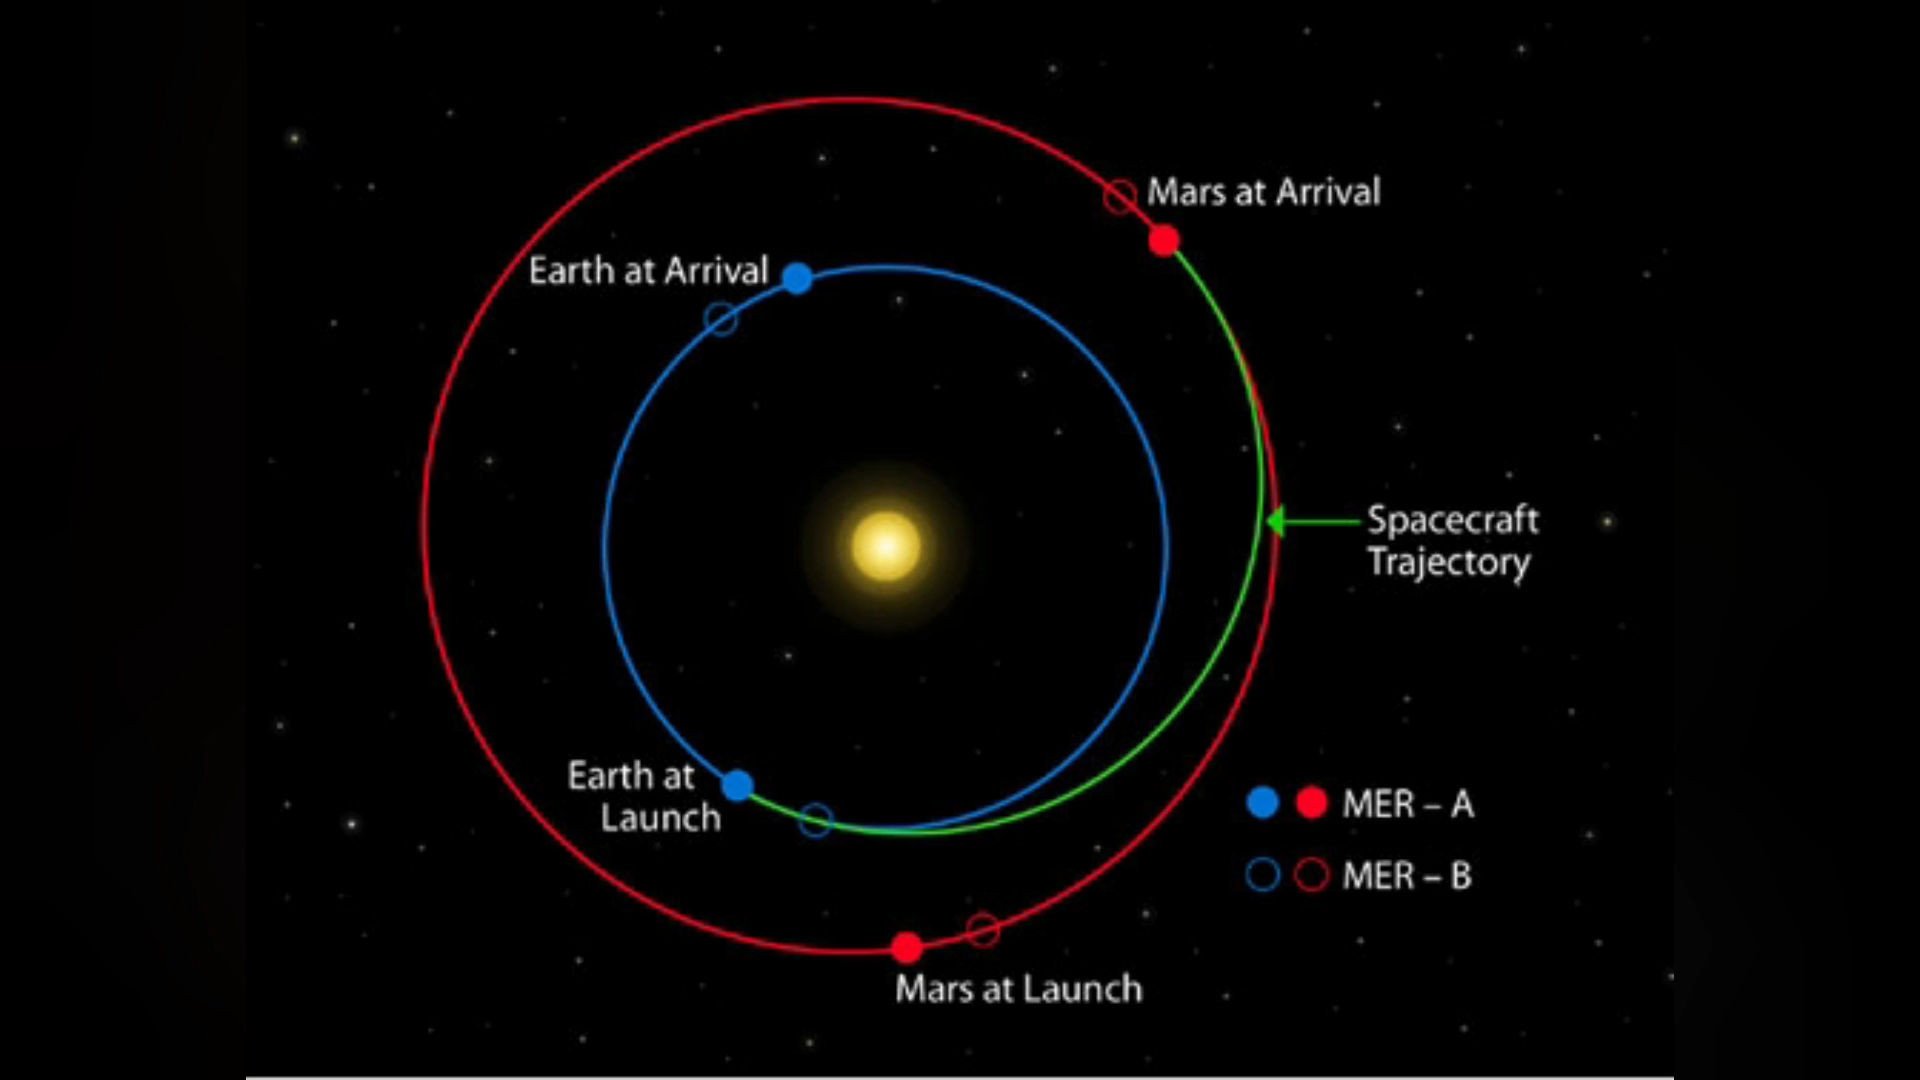 Mars at Arrival
Earth at Arrival
Spacecraft
Trajectory
Earth at
Launch
MER – A
MER – B
Mars at Launch